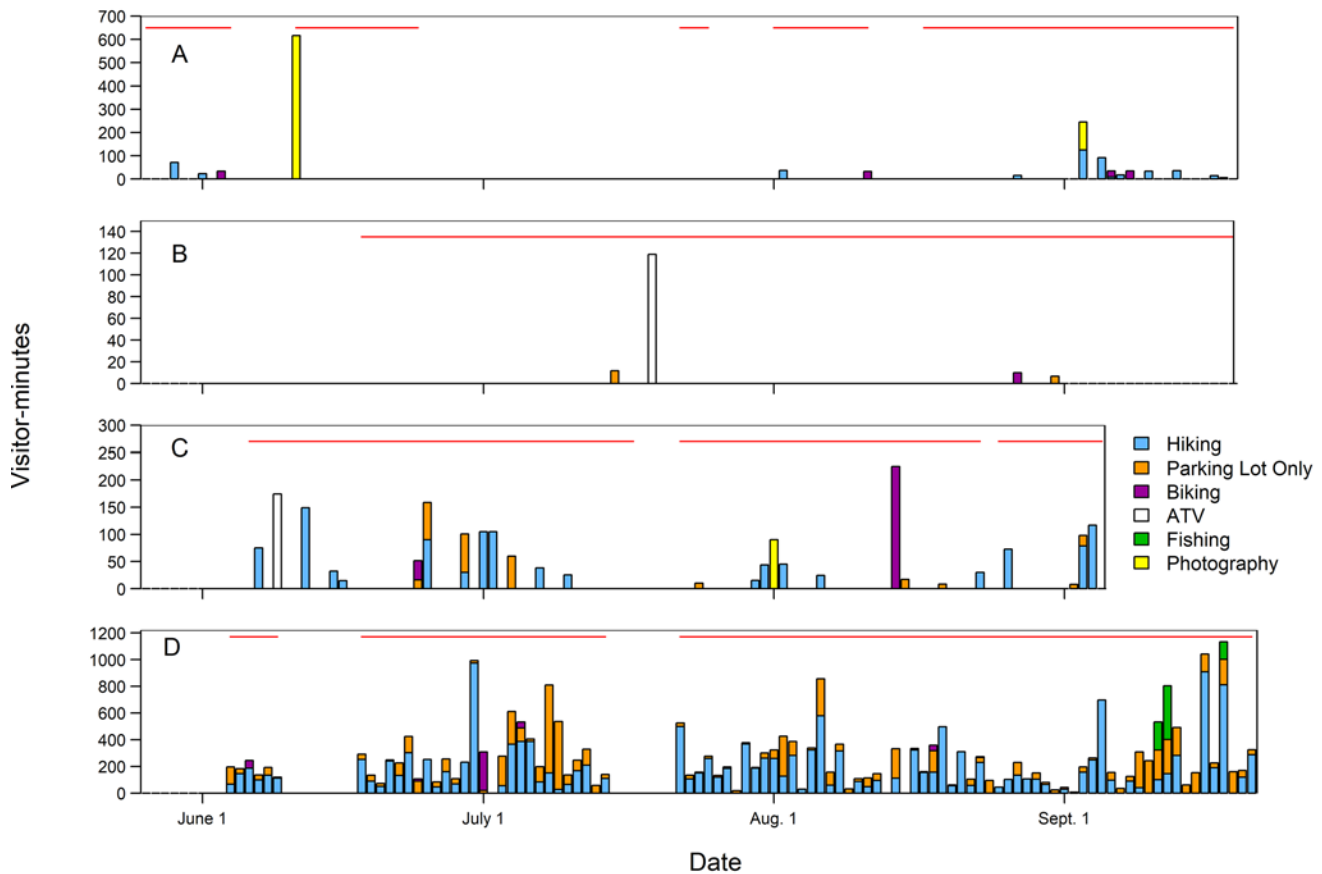 700
600
500
400
300
200
100
0
A
140
120
100
80
60
40
20
0
B
Visitor-minutes
300
250
200
150
100
50
0
C
Hiking
Parking Lot Only
Biking
ATV
Fishing
Photography
1200
1000
800
600
400
200
0
D
June 1 July 1 Aug. 1 Sept. 1
Date